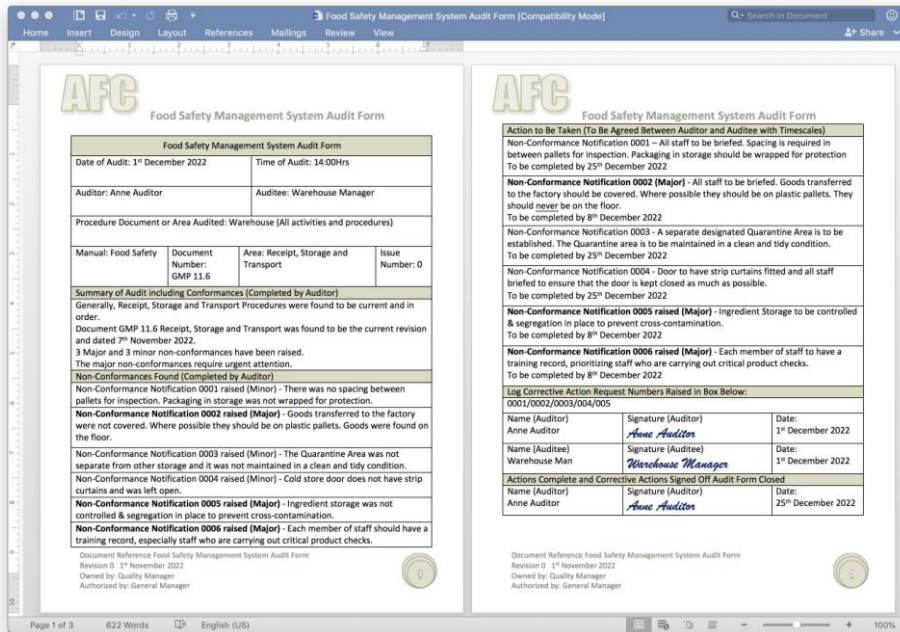 Food Safety Management System Audit Form [Compatibility Mode]
Search in Document
Home Insert Design Layout References Mailings Review View
Share
AFC
Food Safety Management System Audit Form
Food Safety Management System Audit Form
Date of Audit: 1st December 2022 Time of Audit: 14:00Hrs
Auditor: Anne Auditor Auditee: Warehouse Manager
Procedure Document or Area Audited: Warehouse (All activities and procedures)
Manual: Food Safety Document Area: Receipt, Storage and Issue
Number: Transport Number: 0
GMP 11.6
Summary of Audit including Conformances (Completed by Auditor)
Generally, Receipt, Storage and Transport Procedures were found to be current and in
order.
Document GMP 11.6 Receipt, Storage and Transport was found to be the current revision
and dated 7th November 2022.
3 Major and 3 minor non-conformances have been raised.
The major non-conformances require urgent attention.
Non-Conformances Found (Completed by Auditor)
Non-Conformance Notification 0001 raised (Minor) - There was no spacing between
pallets for inspection. Packaging in storage was not wrapped for protection.
Non-Conformance Notification 0002 raised (Major) - Goods transferred to the factory
were not covered. Where possible they should be on plastic pallets. Goods were found on
the floor.
Non-Conformance Notification 0003 raised (Minor) - The Quarantine Area was not
separate from other storage and it was not maintained in a clean and tidy condition.
Non-Conformance Notification 0004 raised (Minor) - Cold store door does not have strip
curtains and was left open.
Non-Conformance Notification 0005 raised (Major) - Ingredient storage was not
controlled & segregation in place to prevent cross-contamination.
Non-Conformance Notification 0006 raised (Major) - Each member of staff should have a
training record, especially staff who are carrying out critical product checks.
Document Reference Food Safety Management System Audit Form
Revision 0 1st November 2022
Owned by: Quality Manager
Authorized by: General Manager
AFC
Food Safety Management System Audit Form
Action to Be Taken (To Be Agreed Between Auditor and Auditee with Timescales)
Non-Conformance Notification 0001 – All staff to be briefed. Spacing is required in
between pallets for inspection. Packaging in storage should be wrapped for protection
To be completed by 25th December 2022
Non-Conformance Notification 0002 (Major) - All staff to be briefed. Goods transferred
to the factory should be covered. Where possible they should be on plastic pallets. They
should never be on the floor.
To be completed by 8th December 2022
Non-Conformance Notification 0003 - A separate designated Quarantine Area is to be
established. The Quarantine area is to be maintained in a clean and tidy condition.
To be completed by 25th December 2022
Non-Conformance Notification 0004 - Door to have strip curtains fitted and all staff
briefed to ensure that the door is kept closed as much as possible.
To be completed by 25th December 2022
Non-Conformance Notification 0005 raised (Major) - Ingredient Storage to be controlled
& segregation in place to prevent cross-contamination.
To be completed by 8th December 2022
Non-Conformance Notification 0006 raised (Major) - Each member of staff to have a
training record, prioritizing staff who are carrying out critical product checks.
To be completed by 8th December 2022
Log Corrective Action Request Numbers Raised in Box Below:
0001/0002/0003/004/005
Name (Auditor) Signature (Auditor) Date:
Anne Auditor Anne Auditor 1st December 2022
Name (Auditee) Signature (Auditee) Date:
Warehouse Man Warehouse Manager 1st December 2022
Actions Complete and Corrective Actions Signed Off Audit Form Closed
Name (Auditor) Signature (Auditor) Date:
Anne Auditor Anne Auditor 25th December 2022
Document Reference Food Safety Management System Audit Form
Revision 0 1st November 2022
Owned by: Quality Manager
Authorized by: General Manager
Page 1 of 3 622 Words English (US) 100%